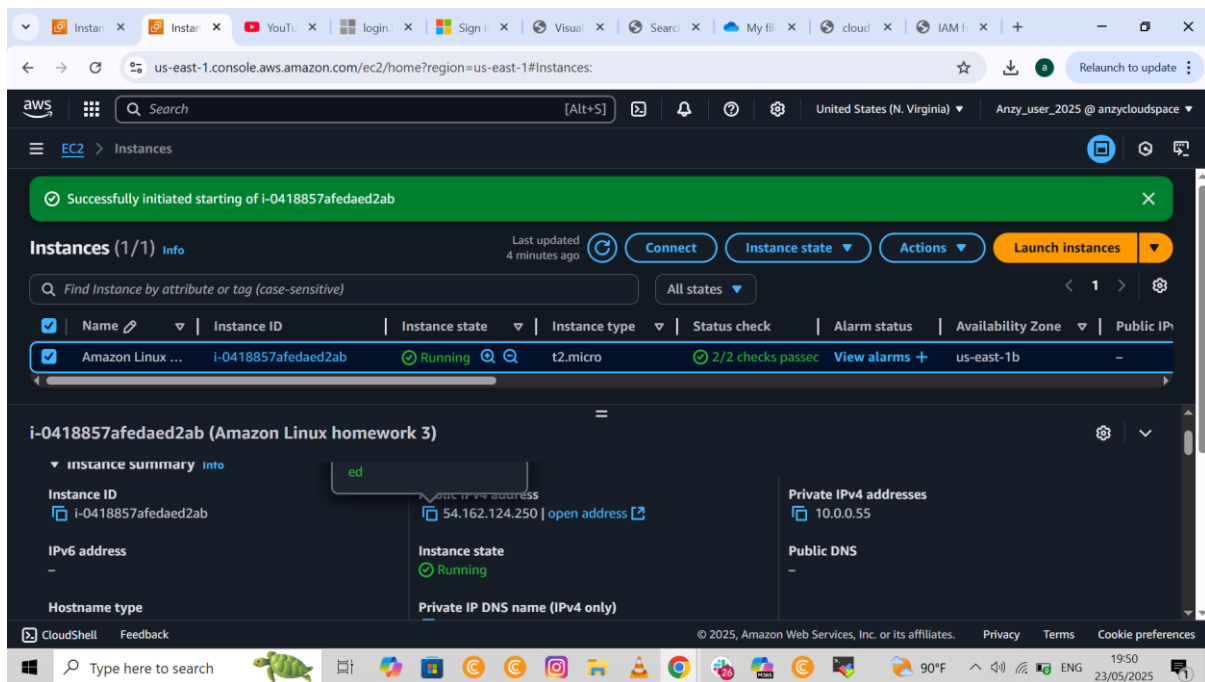 Instan
Instan
YouTu
login.
Sign i
Visual
Search
My fil
cloud
IAM h
us-east-1.console.aws.amazon.com/ec2/home?region=us-east-1#Instances:
a
Relaunch to update
aws
Search
[Alt+S]
United States (N. Virginia)
Anzy_user_2025 @ anzycloudspace
EC2 > Instances
Successfully initiated starting of i-0418857afedaed2ab
Instances (1/1) Info
Last updated
4 minutes ago
Connect
Instance state
Actions
Launch instances
Find Instance by attribute or tag (case-sensitive)
All states
1
Name
Instance ID
Instance state
Instance type
Status check
Alarm status
Availability Zone
Public IPv
Amazon Linux ...
i-0418857afedaed2ab
Running
t2.micro
2/2 checks passec
View alarms +
us-east-1b
–
i-0418857afedaed2ab (Amazon Linux homework 3)
Instance summary Info
ed
Instance ID
Public IPv4 address
Private IPv4 addresses
i-0418857afedaed2ab
54.162.124.250 | open address
10.0.0.55
IPv6 address
Instance state
Public DNS
–
Running
–
Hostname type
Private IP DNS name (IPv4 only)
CloudShell
Feedback
© 2025, Amazon Web Services, Inc. or its affiliates.
Privacy
Terms
Cookie preferences
Type here to search
90°F
ENG
19:50
23/05/2025